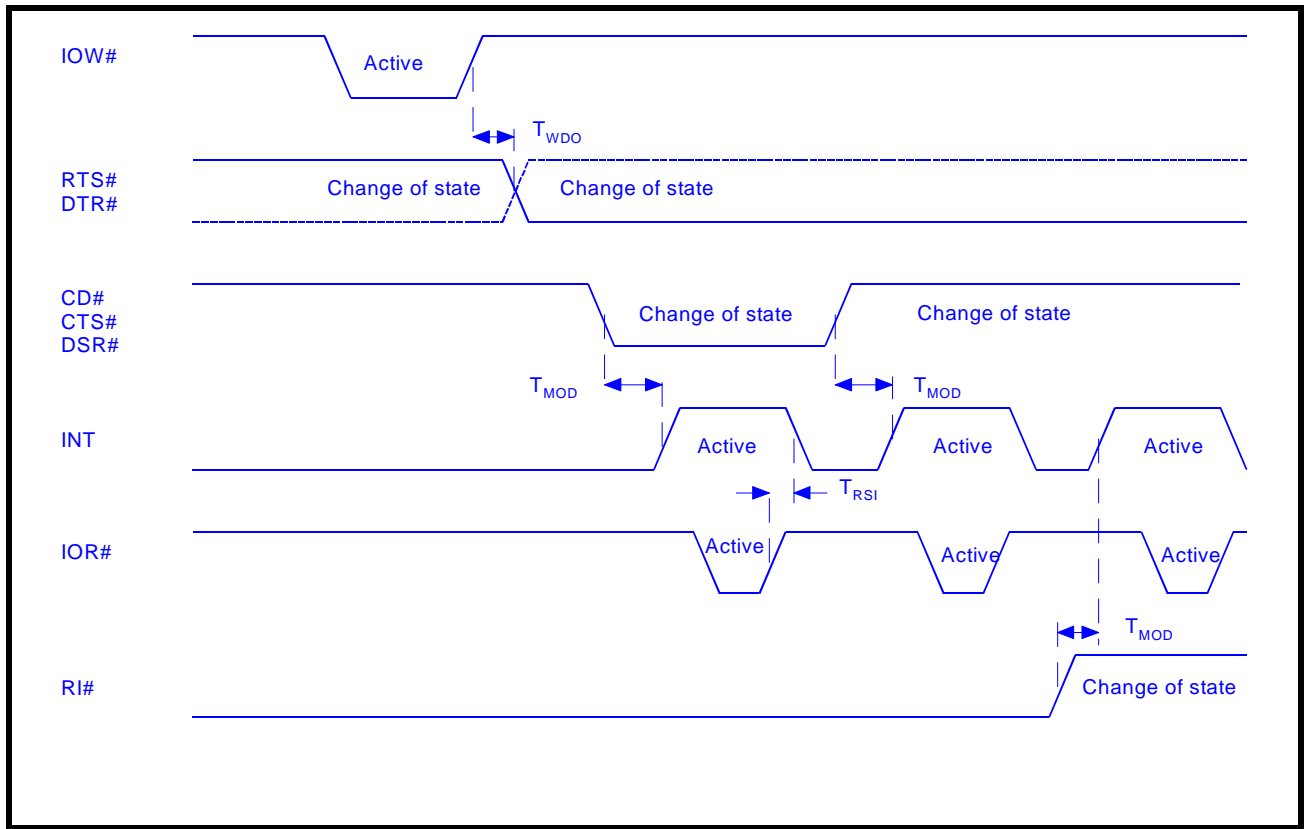 IOW#
Active
TWDO
RTS#
DTR#
Change of state
Change of state
CD#
CTS#
DSR#
Change of state
Change of state
TMOD
TMOD
INT
Active
Active
Active
TRSI
IOR#
Active
Active
Active
TMOD
RI#
Change of state